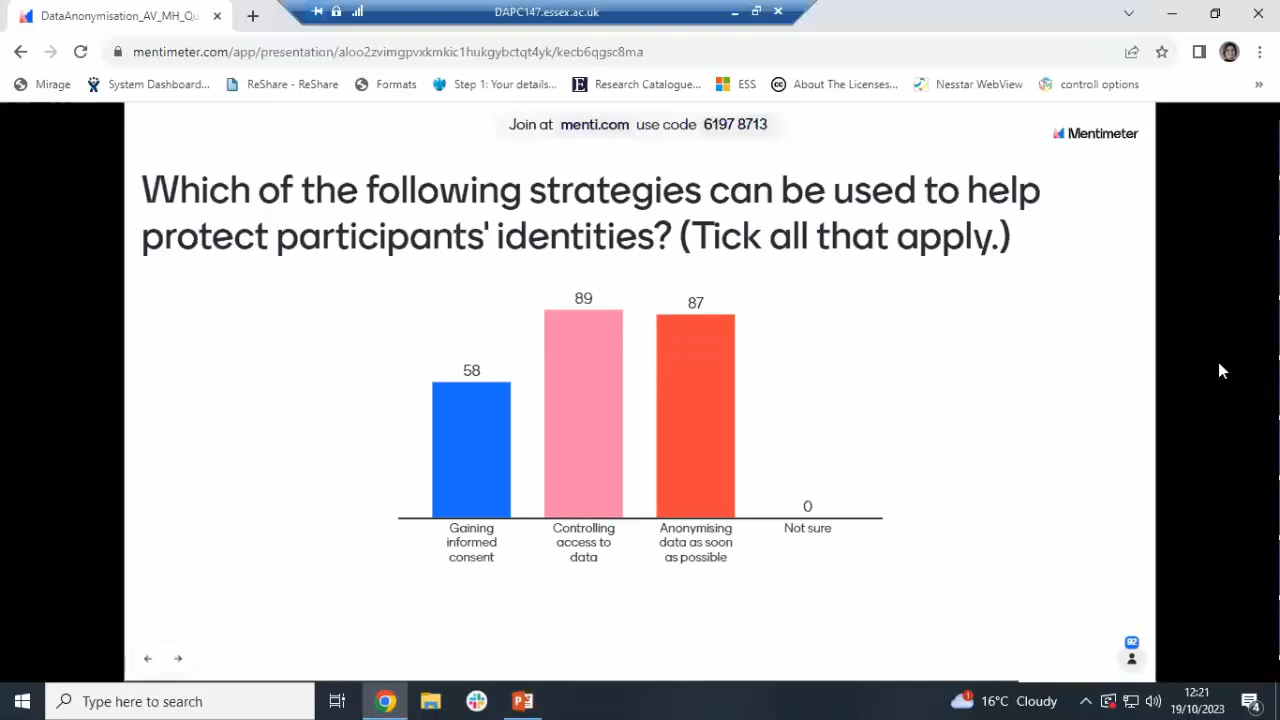 DataAnonymisation_AV_MH_Qu
DAPC147.essex.ac.uk
mentimeter.com/app/presentation/aloo2zvimgpvxkmkic1hukgybctqt4yk/kecb6qgsc8ma
Mirage System Dashboard... ReShare - ReShare Formats Step 1: Your details... Research Catalogue... ESS About The Licenses... Nesstar WebView controll options
Join at menti.com use code 6197 8713
Mentimeter
Which of the following strategies can be used to help
protect participants' identities? (Tick all that apply.)
89
87
58
0
Gaining
informed
consent
Controlling
access to
data
Anonymising
data as soon
as possible
Not sure
92
Type here to search
1
16°C Cloudy
12:21
19/10/2023
4